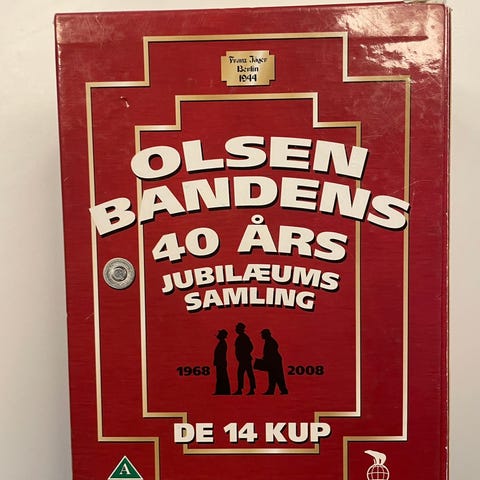 Franz Jäger
Berlin
1944
OLSEN
BANDENS
40 ÅRS
JUBILÆUMS
SAMLING
1968 2008
DE 14 KUP
A